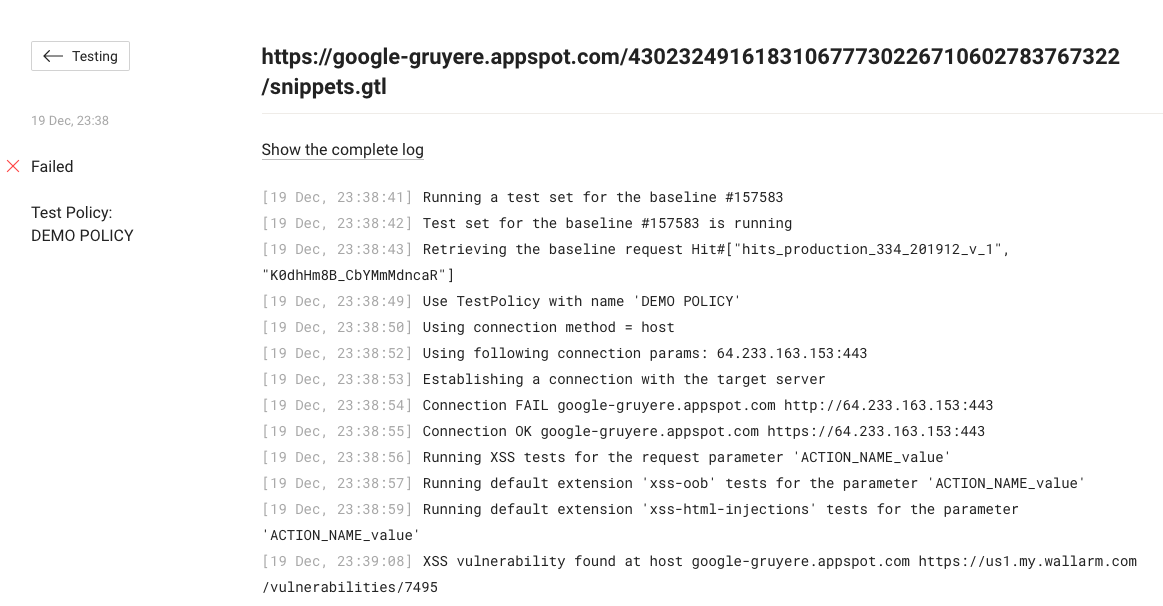 Testing
https://google-gruyere.appspot.com/430232491618310677730226710602783767322
/snippets.gtl
19 Dec, 23:38
Show the complete log
Failed
[19 Dec, 23:38:41] Running a test set for the baseline #157583
Test Policy:
DEMO POLICY
[19 Dec, 23:38:42] Test set for the baseline #157583 is running
[19 Dec, 23:38:43] Retrieving the baseline request Hit#["hits_production_334_201912_v_1",
"K0dhHm8B_CbYMmMdncaR"]
[19 Dec, 23:38:49] Use TestPolicy with name 'DEMO POLICY'
[19 Dec, 23:38:50] Using connection method = host
[19 Dec, 23:38:52] Using following connection params: 64.233.163.153:443
[19 Dec, 23:38:53] Establishing a connection with the target server
[19 Dec, 23:38:54] Connection FAIL google-gruyere.appspot.com http://64.233.163.153:443
[19 Dec, 23:38:55] Connection OK google-gruyere.appspot.com https://64.233.163.153:443
[19 Dec, 23:38:56] Running XSS tests for the request parameter 'ACTION_NAME_value'
[19 Dec, 23:38:57] Running default extension 'xss-oob' tests for the parameter 'ACTION_NAME_value'
[19 Dec, 23:38:59] Running default extension 'xss-html-injections' tests for the parameter
'ACTION_NAME_value'
[19 Dec, 23:39:08] XSS vulnerability found at host google-gruyere.appspot.com https://us1.my.wallarm.com
/vulnerabilities/7495